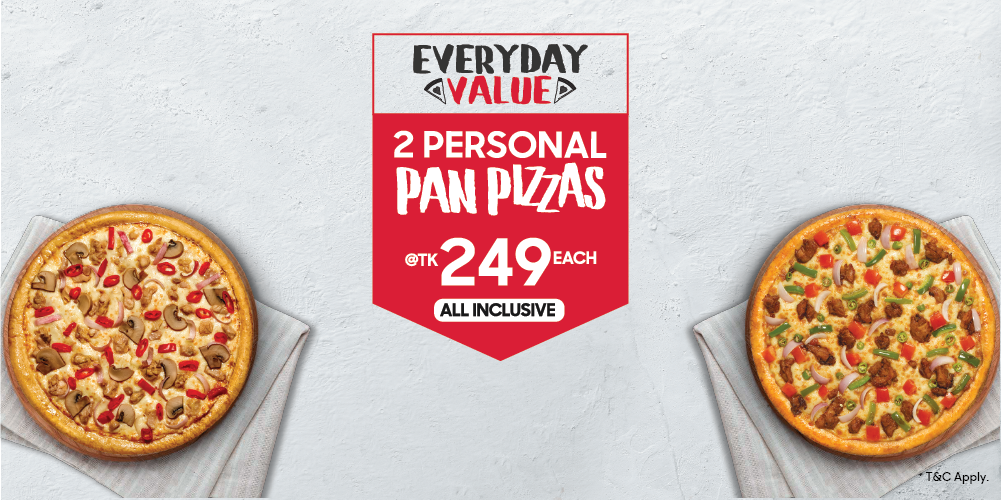 EVERYDAY
VALUE
2 PERSONAL
PAN PIZZAS
@TK 249 EACH
ALL INCLUSIVE
* T&C Apply.